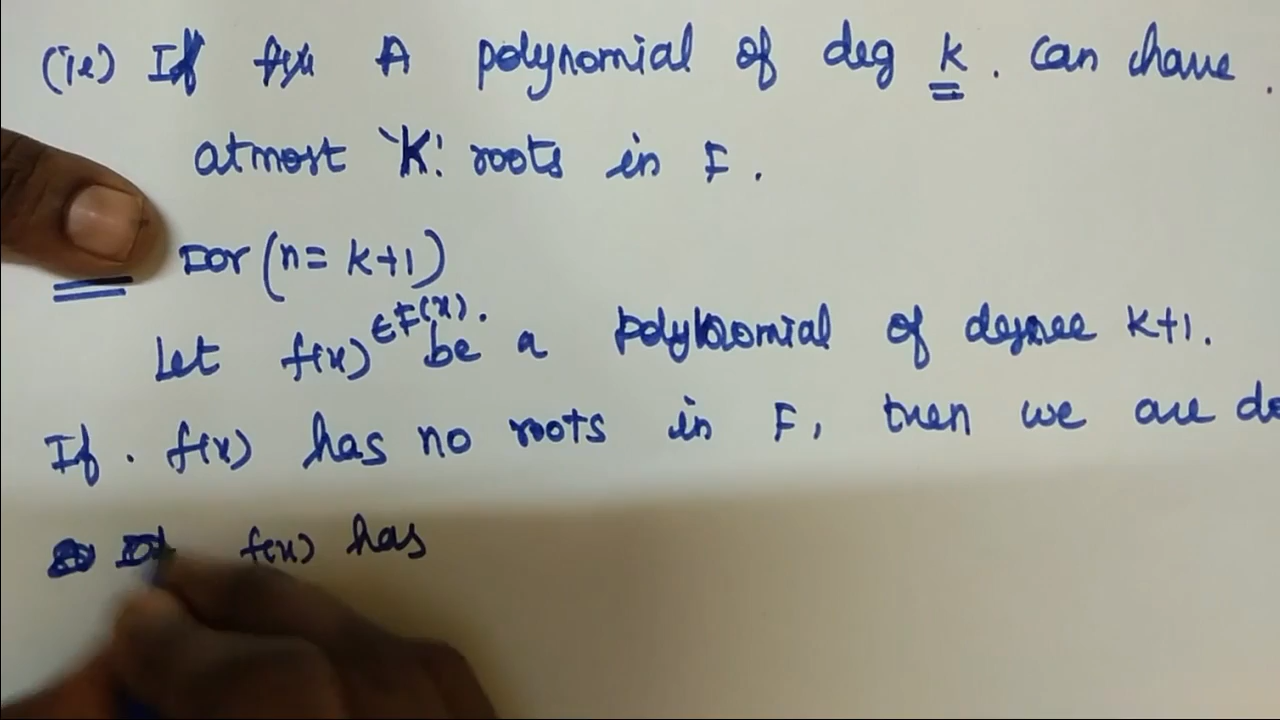 (ie) A polynomial of deg k. can have
atmost 'K' roots in F.
For (n = k+1)
Let f(x) ∈ F(x). be a polynomial of degree k+1.
If. f(x) has no roots in F, then we are do
f(x) has